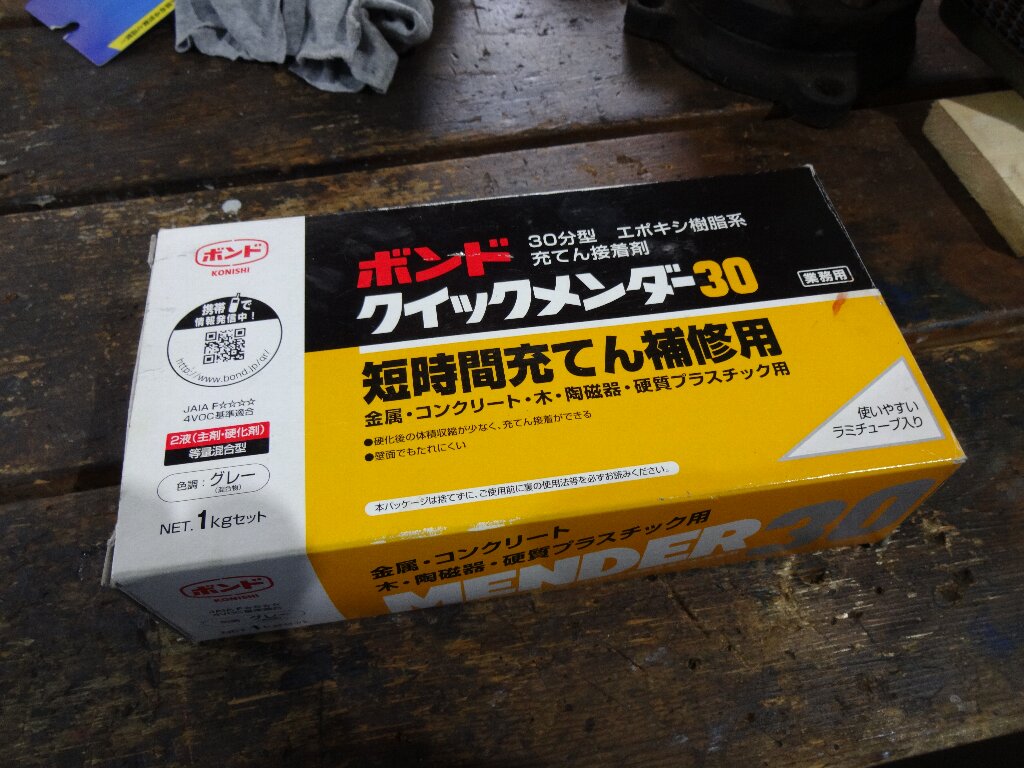 ボンド
KONISHI
携帯で
情報発信中!
http://www.bond.jp/qr/
JAIA F☆☆☆☆
4VOC基準適合
2液(主剤・硬化剤)
等量混合型
色調:グレー
(混合物)
NET. 1kgセット
ボンド
30分型 エポキシ樹脂系
充てん接着剤
クイックメンダー30
業務用
短時間充てん補修用
金属・コンクリート・木・陶磁器・硬質プラスチック用
●硬化後の体積収縮が少なく、充てん接着ができる
●壁面でもたれにくい
使いやすい
ラミチューブ入り
本パッケージは捨てずに、ご使用前に裏の使用法等を必ずお読みください。
ボンド
KONISHI
JAIA F☆☆☆☆
グレー
金属・コンクリート
木・陶磁器・硬質プラスチック用
MENDER30